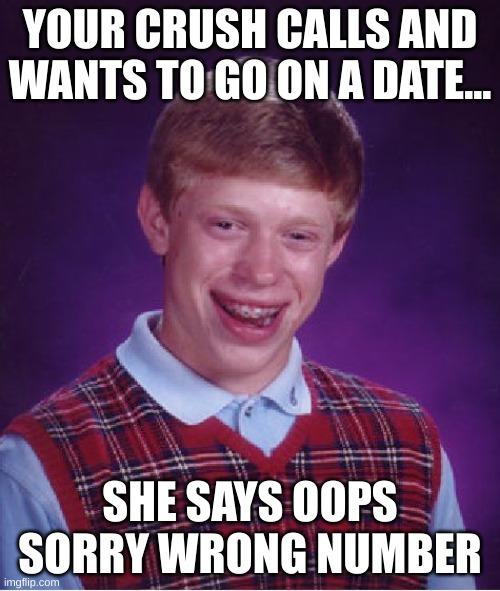 YOUR CRUSH CALLS AND
WANTS TO GO ON A DATE...
SHE SAYS OOPS
SORRY WRONG NUMBER
imgflip.com